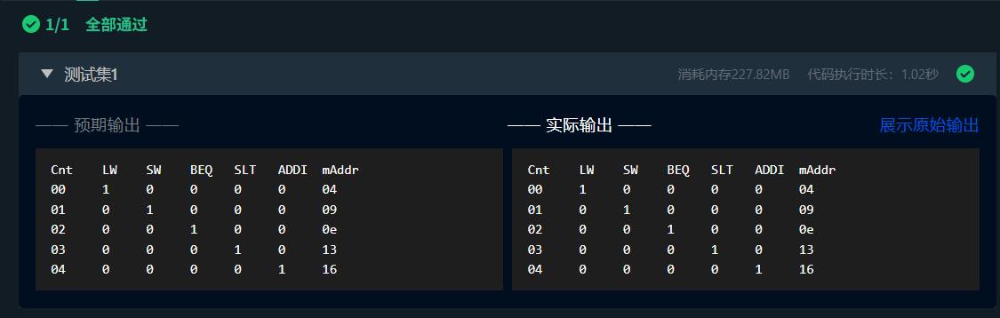 1/1 全部通过
测试集1 消耗内存227.82MB 代码执行时长：1.02秒
—— 预期输出 ——
Cnt LW SW BEQ SLT ADDI mAddr
00 1 0 0 0 0 04
01 0 1 0 0 0 09
02 0 0 1 0 0 0e
03 0 0 0 1 0 13
04 0 0 0 0 1 16
—— 实际输出 —— 展示原始输出
Cnt LW SW BEQ SLT ADDI mAddr
00 1 0 0 0 0 04
01 0 1 0 0 0 09
02 0 0 1 0 0 0e
03 0 0 0 1 0 13
04 0 0 0 0 1 16